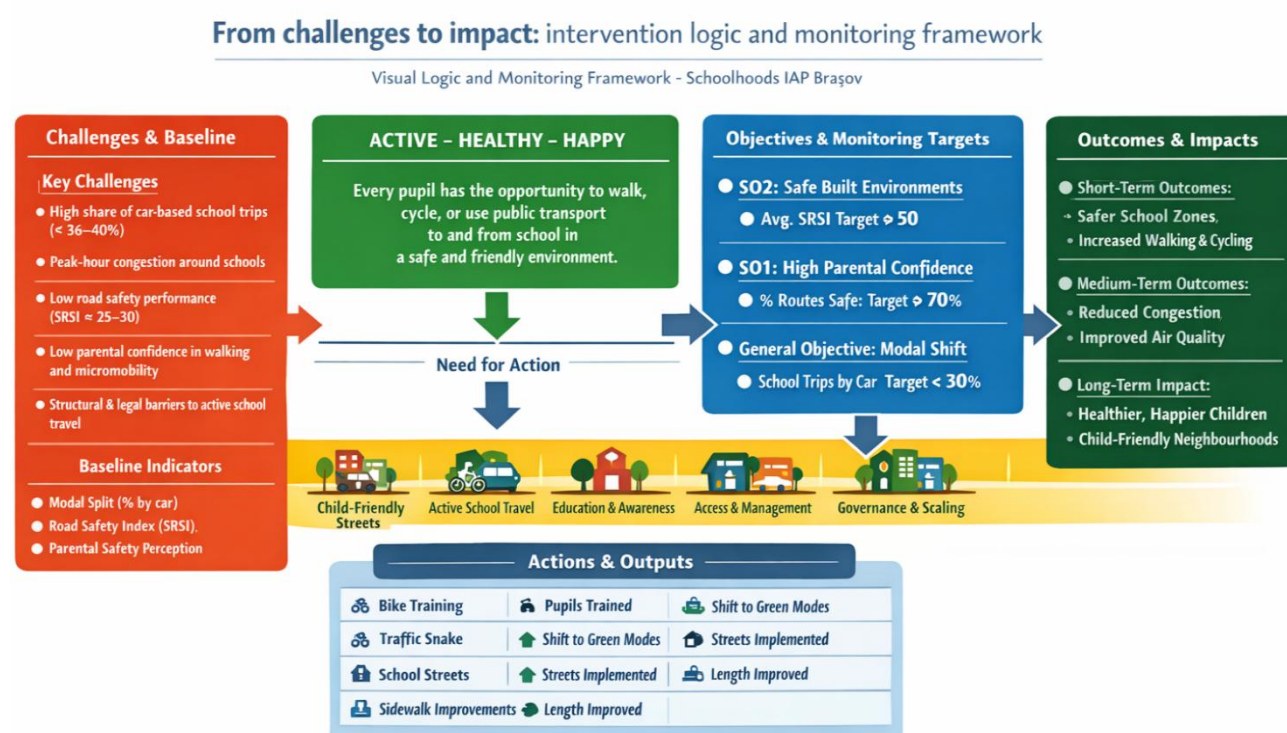 From challenges to impact: intervention logic and monitoring framework
Visual Logic and Monitoring Framework - Schoolhoods IAP Brașov
Challenges & Baseline
Key Challenges
High share of car-based school trips
(< 36–40%)
Peak-hour congestion around schools
Low road safety performance
(SRSI ≈ 25–30)
Low parental confidence in walking
and micromobility
Structural & legal barriers to active school
travel
Baseline Indicators
Modal Split (% by car)
Road Safety Index (SRSI).
Parental Safety Perception
ACTIVE – HEALTHY – HAPPY
Every pupil has the opportunity to walk,
cycle, or use public transport
to and from school in
a safe and friendly environment.
Need for Action
Objectives & Monitoring Targets
SO2: Safe Built Environments
Avg. SRSI Target 50
SO1: High Parental Confidence
% Routes Safe: Target 70%
General Objective: Modal Shift
School Trips by Car Target < 30%
Outcomes & Impacts
Short-Term Outcomes:
Safer School Zones,
Increased Walking & Cycling
Medium-Term Outcomes:
Reduced Congestion
Improved Air Quality
Long-Term Impact:
Healthier, Happier Children
Child-Friendly Neighbourhoods
Child-Friendly
Streets
Active School Travel
Education & Awareness
Access & Management
Governance & Scaling
Actions & Outputs
Bike Training Pupils Trained Shift to Green Modes
Traffic Snake Shift to Green Modes Streets Implemented
School Streets Streets Implemented Length Improved
Sidewalk Improvements Length Improved